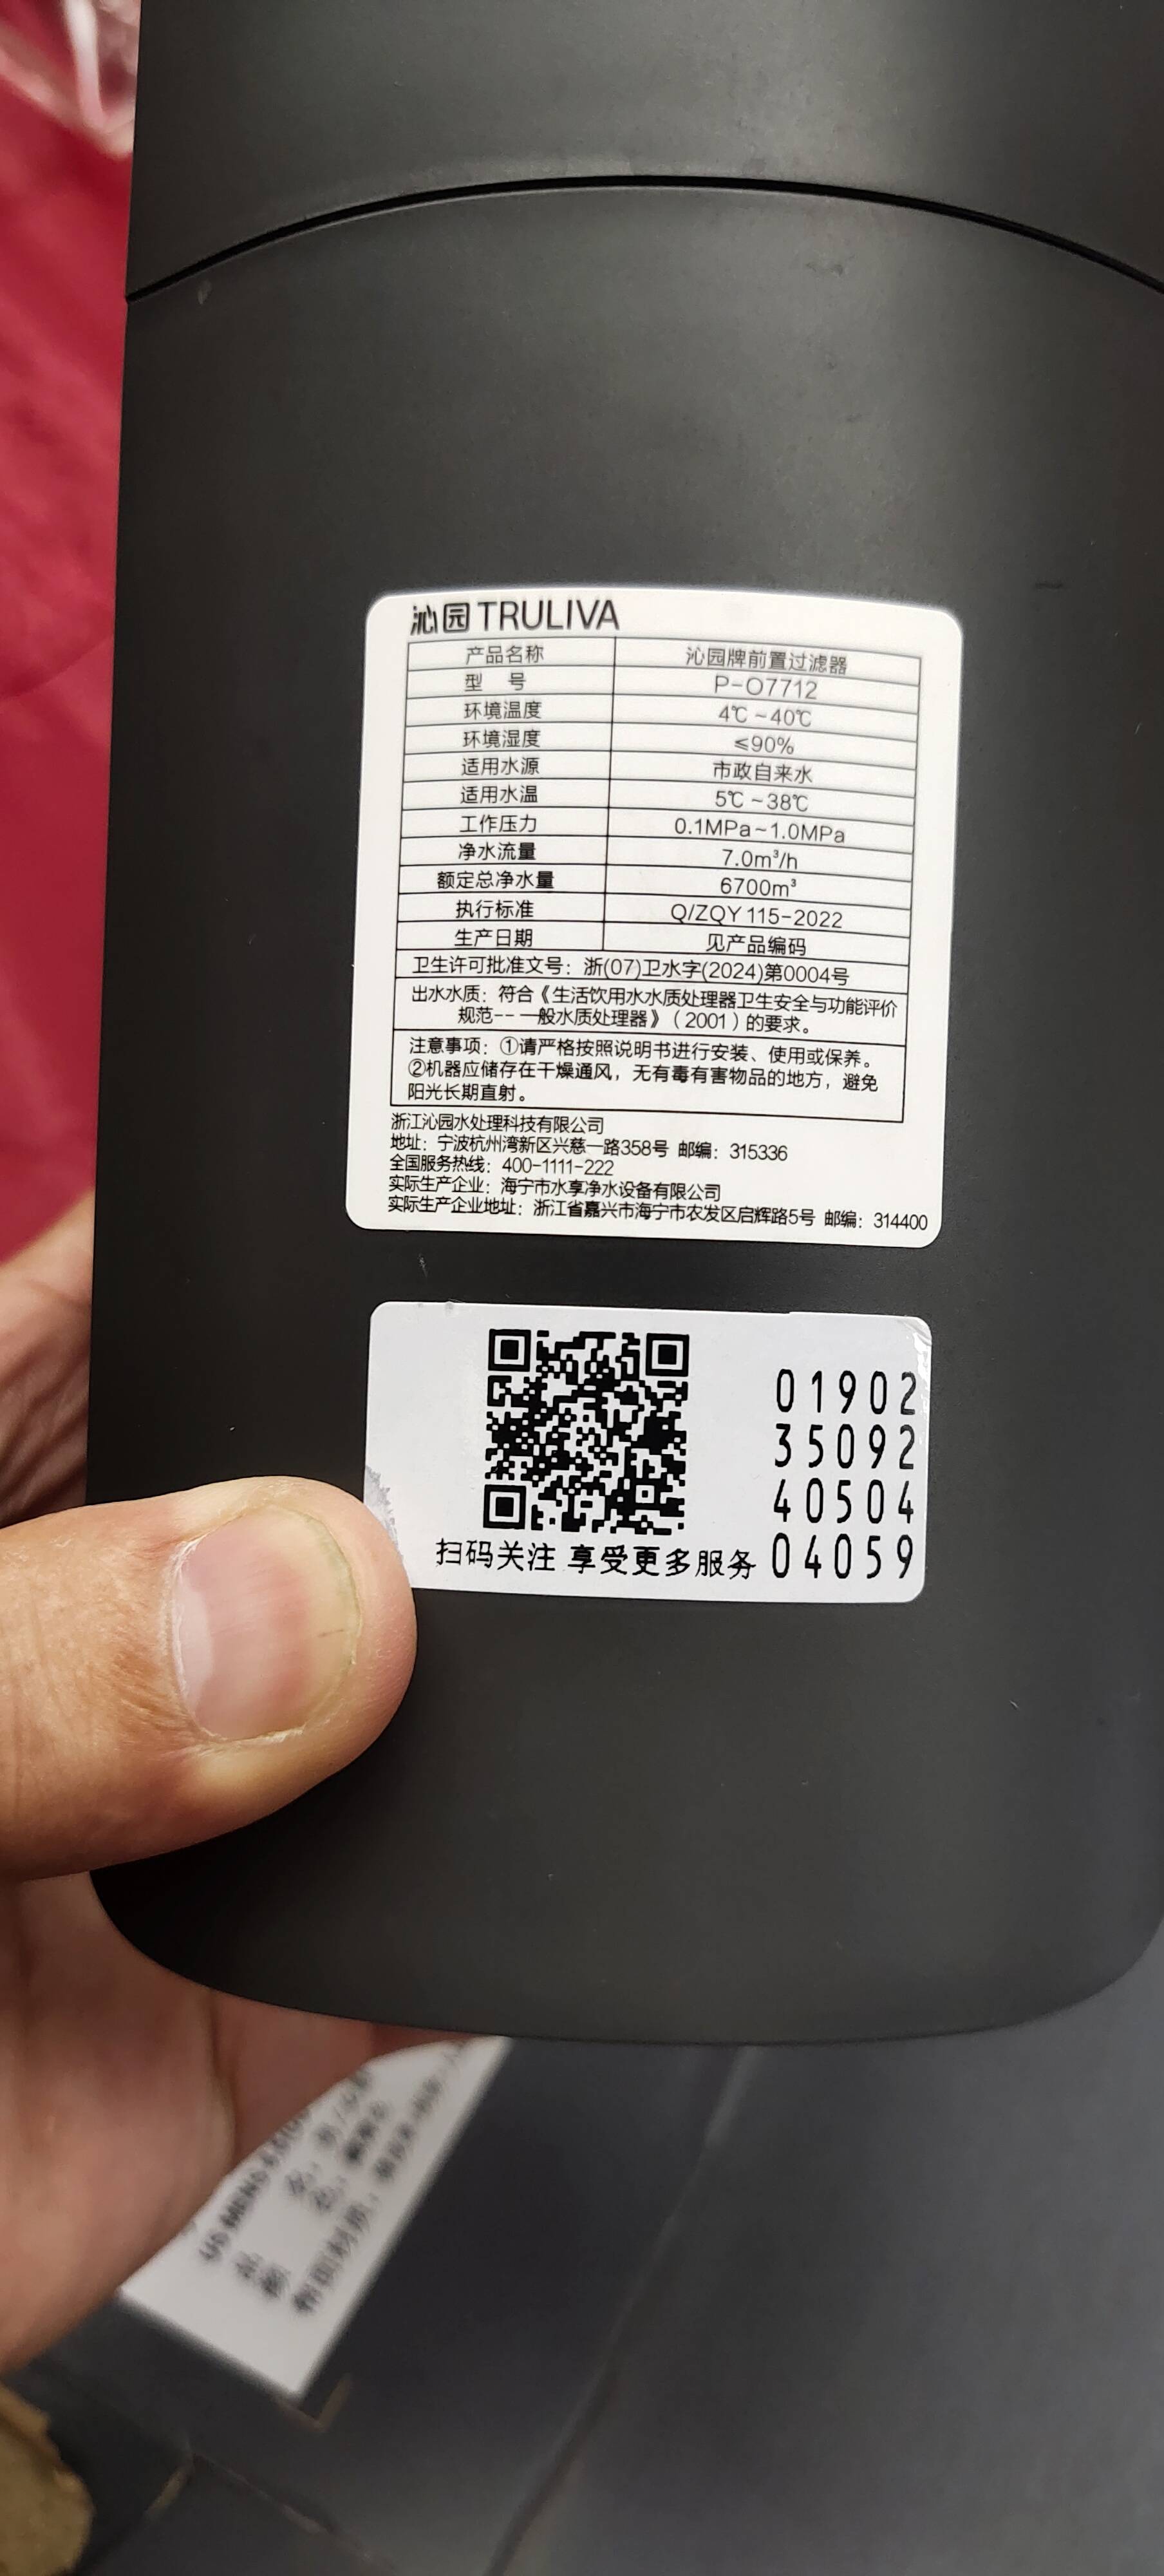 沁园 TRULIVA
产品名称 沁园牌前置过滤器
型 号 P-O7712
环境温度 4℃~40℃
环境湿度 ≤90%
适用水源 市政自来水
适用水温 5℃~38℃
工作压力 0.1MPa~1.0MPa
净水流量 7.0m³/h
额定总净水量 6700m³
执行标准 Q/ZQY 115-2022
生产日期 见产品编码
卫生许可批准文号：浙(07)卫水字(2024)第0004号
出水水质：符合《生活饮用水水质处理器卫生安全与功能评价
规范-- 一般水质处理器》（2001）的要求。
注意事项：①请严格按照说明书进行安装、使用或保养。
②机器应储存在干燥通风，无有毒有害物品的地方，避免
阳光长期直射。
浙江沁园水处理科技有限公司
地址：宁波杭州湾新区兴慈一路358号 邮编：315336
全国服务热线：400-1111-222
实际生产企业：海宁市水享净水设备有限公司
实际生产企业地址：浙江省嘉兴市海宁市农发区启辉路5号 邮编：314400
01902
35092
40504
04059
扫码关注 享受更多服务